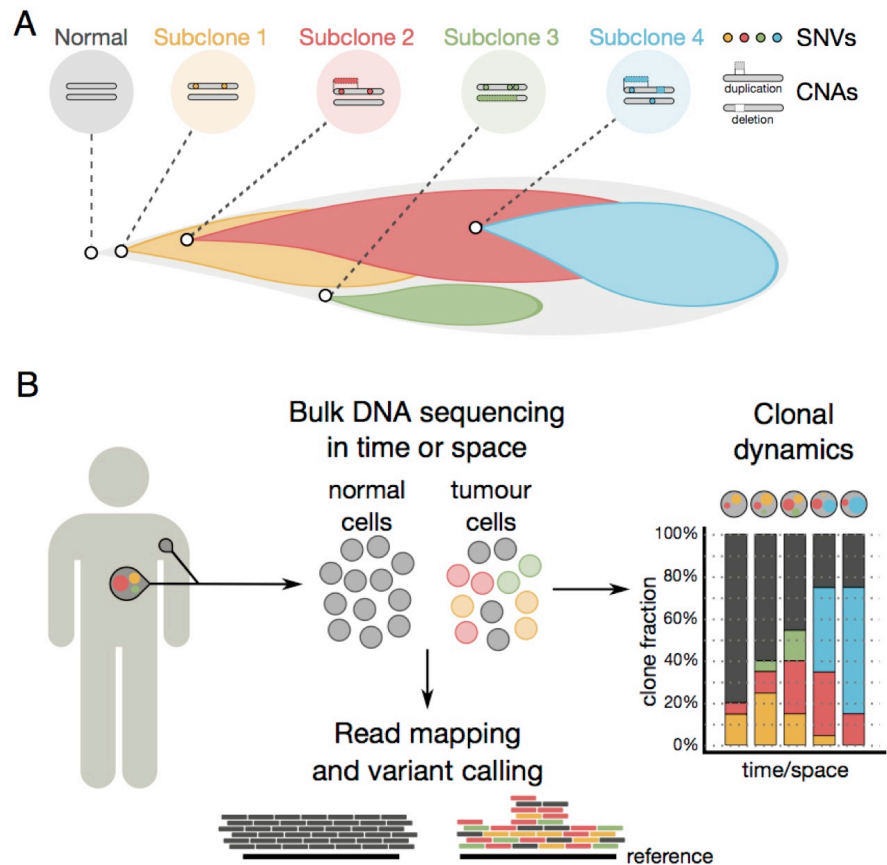 A
Normal
Subclone 1
Subclone 2
Subclone 3
Subclone 4
SNVs
duplication
CNAs
deletion
B
Bulk DNA sequencing
in time or space
normal
cells
tumour
cells
Read mapping
and variant calling
reference
Clonal
dynamics
100%
80%
60%
40%
20%
0%
clone fraction
time/space